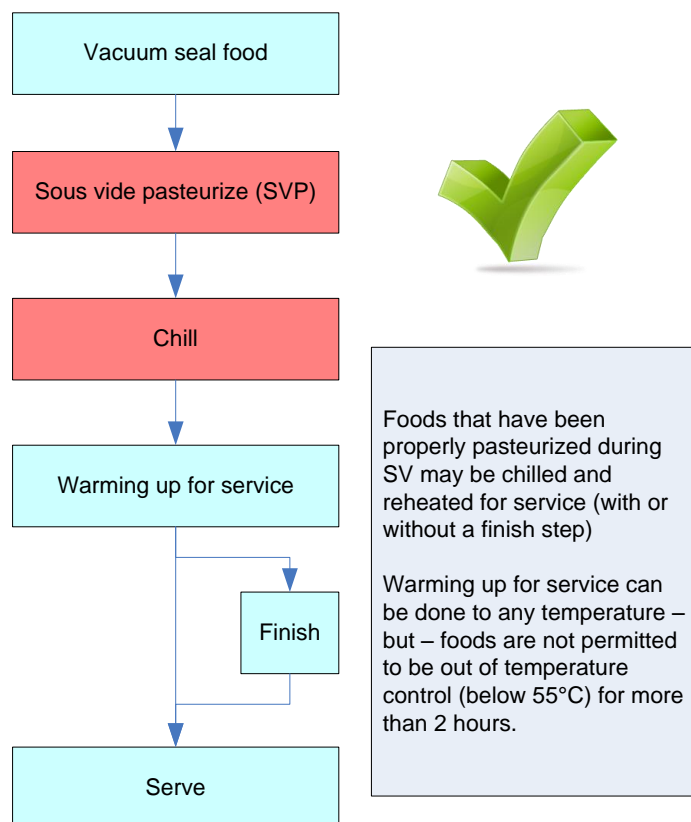 Vacuum seal food
Sous vide pasteurize (SVP)
Chill
Warming up for service
Finish
Serve
Foods that have been
properly pasteurized during
SV may be chilled and
reheated for service (with or
without a finish step)
Warming up for service can
be done to any temperature –
but – foods are not permitted
to be out of temperature
control (below 55°C) for more
than 2 hours.